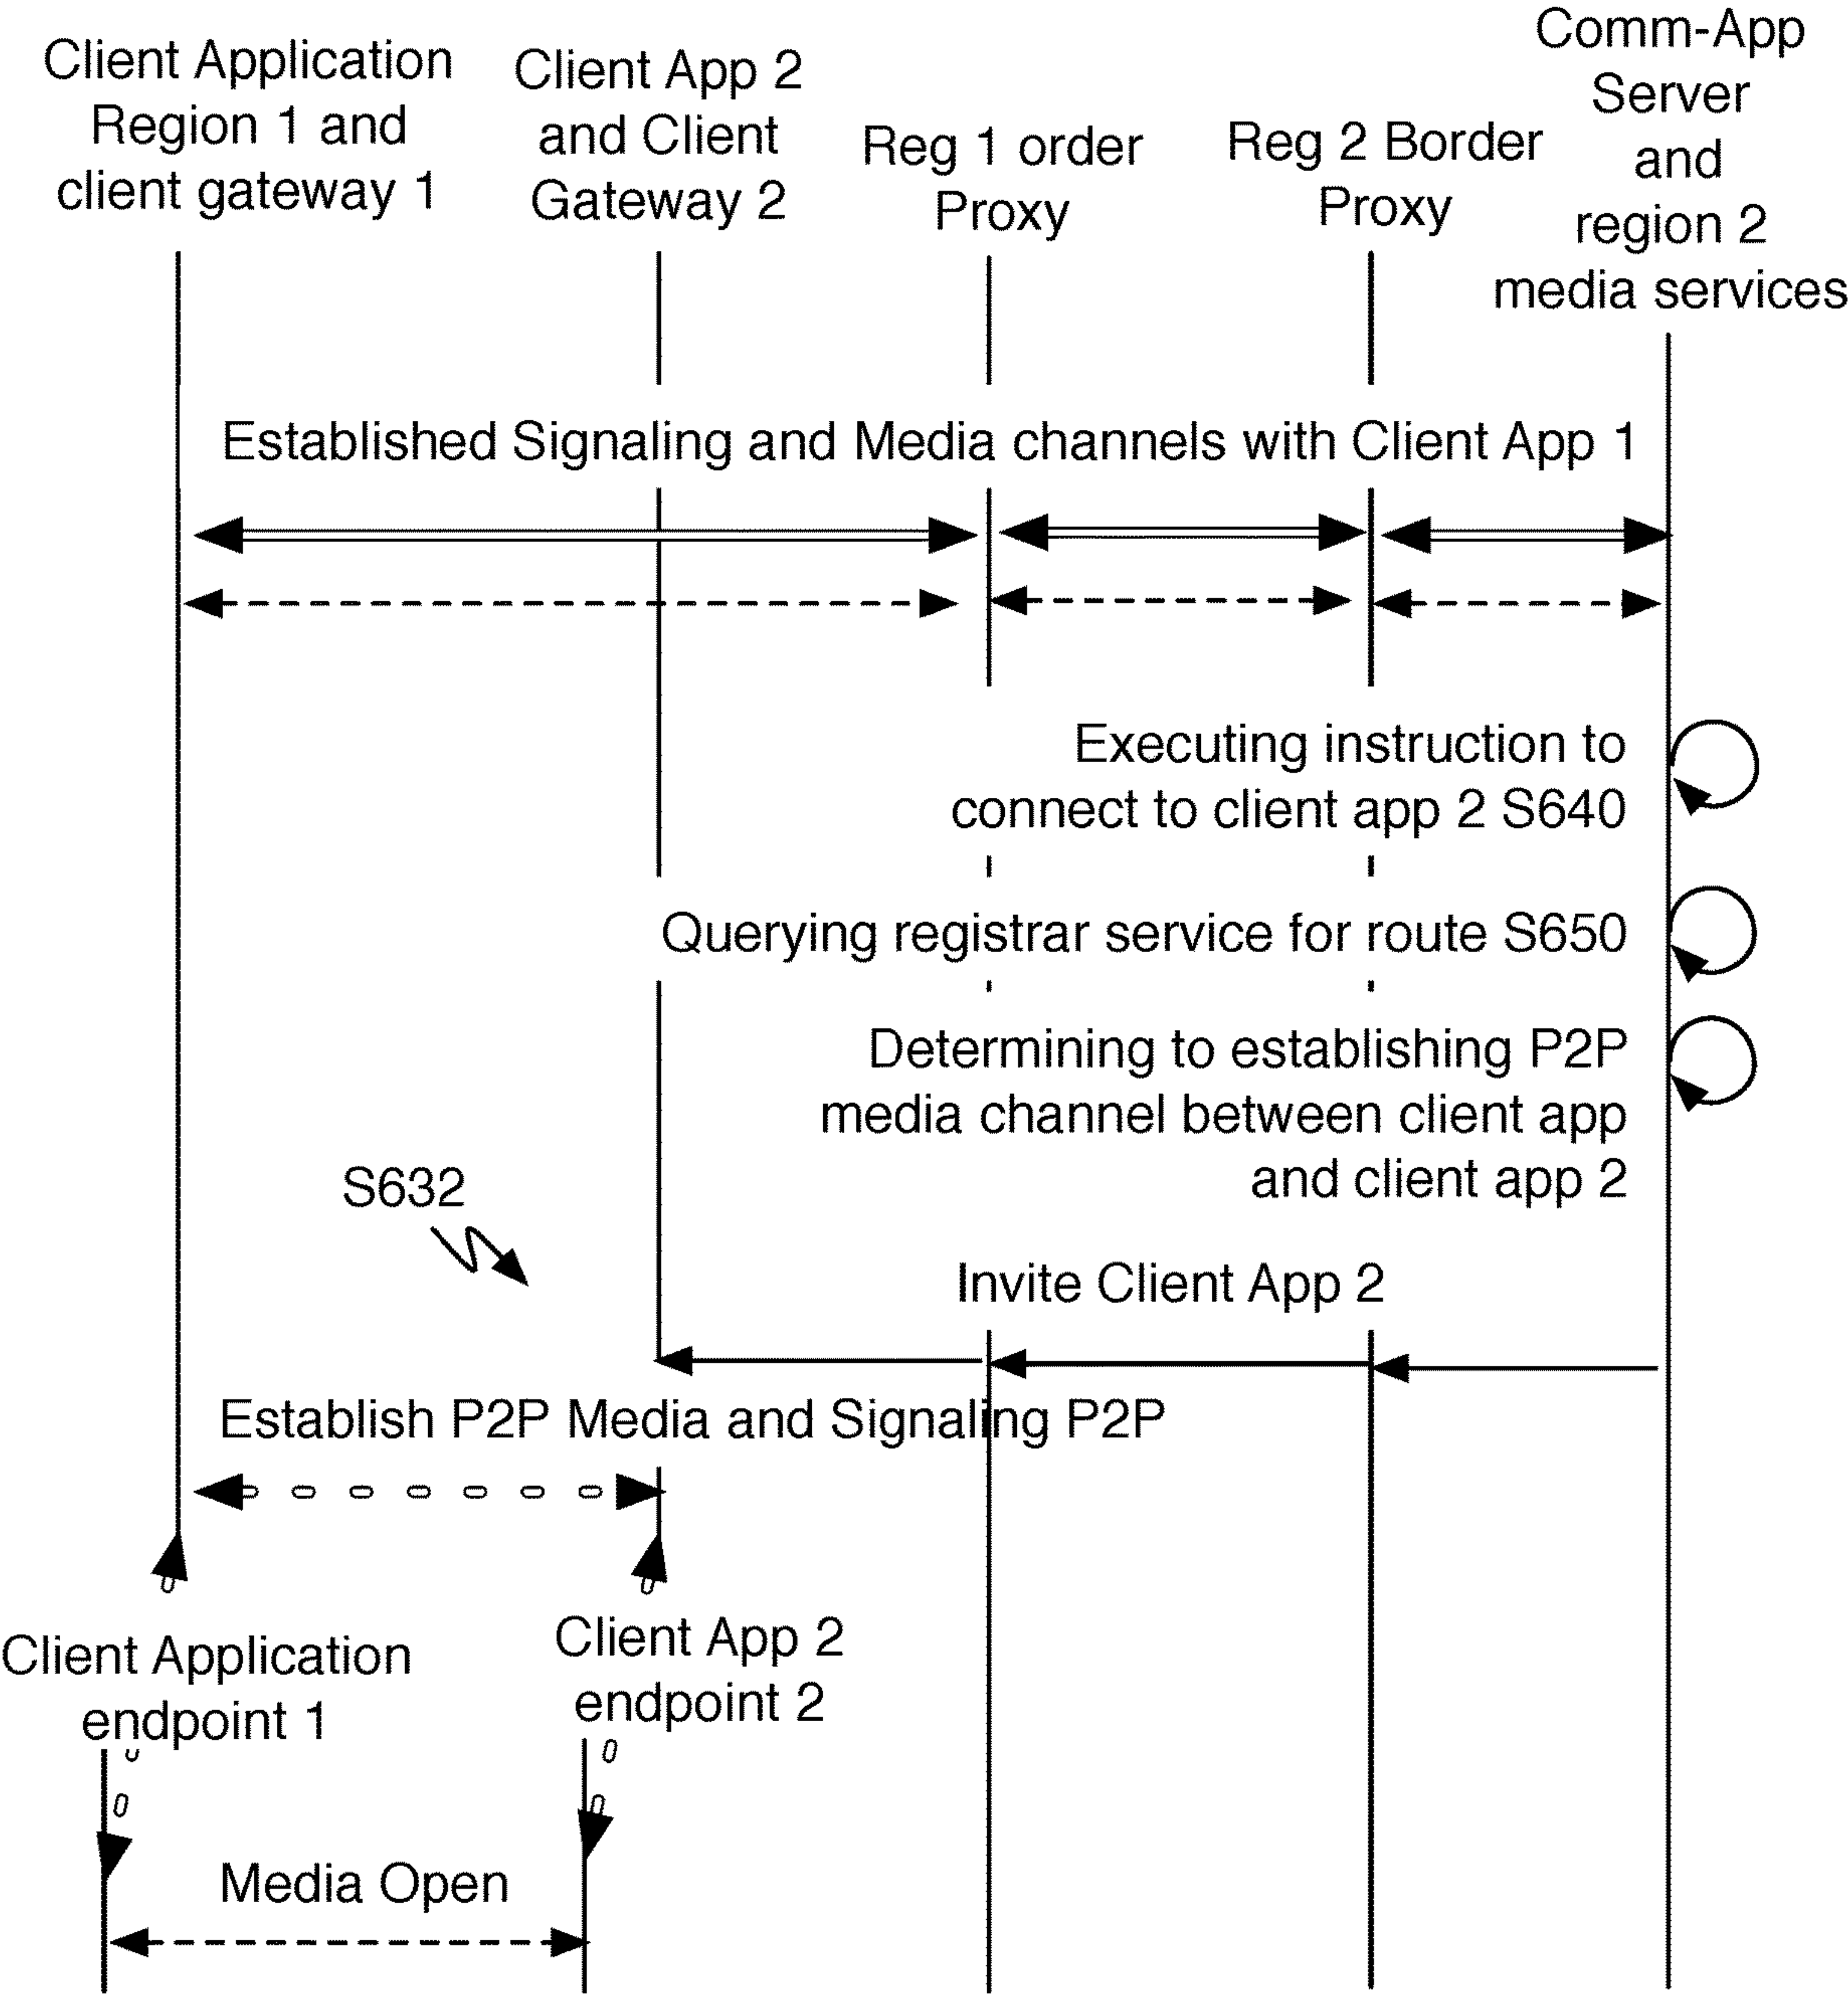 Client Application
Region 1 and
client gateway 1
Client App 2
and Client
Gateway 2
Reg 1 order
Proxy
Reg 2 Border
Proxy
Comm-App
Server
and
region 2
media services
Established Signaling and Media channels with Client App 1
Executing instruction to
connect to client app 2 S640
Querying registrar service for route S650
Determining to establishing P2P
media channel between client app
and client app 2
S632
Invite Client App 2
Establish P2P Media and Signaling P2P
Client Application
endpoint 1
Client App 2
endpoint 2
Media Open